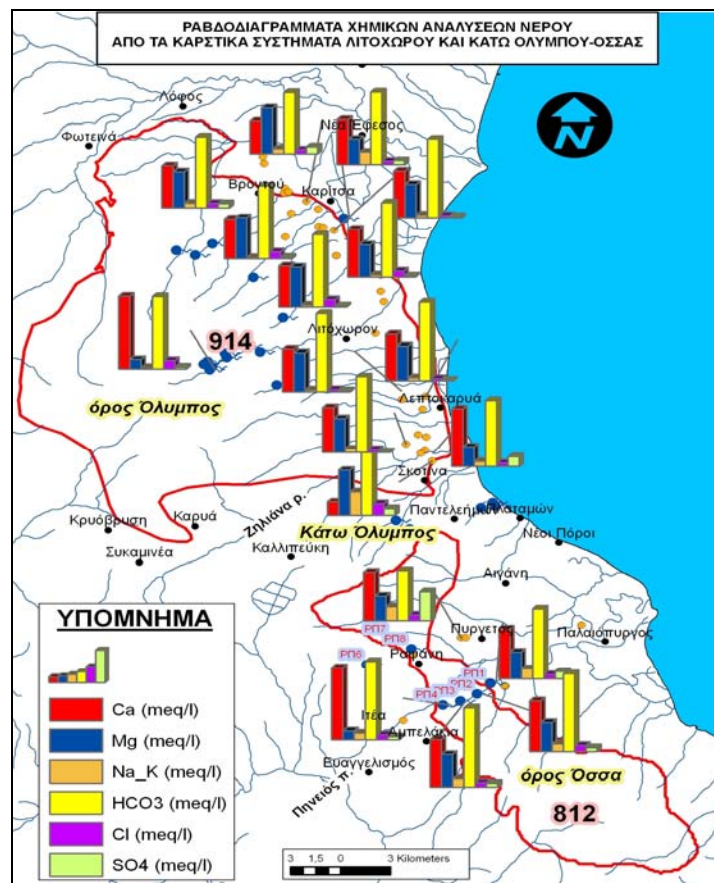 ΡΑΒΔΟΔΙΑΓΡΑΜΜΑΤΑ ΧΗΜΙΚΩΝ ΑΝΑΛΥΣΕΩΝ ΝΕΡΟΥ
ΑΠΟ ΤΑ ΚΑΡΣΤΙΚΑ ΣΥΣΤΗΜΑΤΑ ΛΙΤΟΧΩΡΟΥ ΚΑΙ ΚΑΤΩ ΟΛΥΜΠΟΥ-ΟΣΣΑΣ
Λόφος
Φωτεινά
Νέα Έφεσος
N
Βροντού
Καρίτσα
Λιτόχωρον
914
όρος Όλυμπος
Λεπτοκαρυά
Σκοτίνα
Κρυόβρυση
Καρυά
Ζηλιάνα ρ.
Παντελεήμων
Πλαταμών
Κάτω Όλυμπος
Νέοι Πόροι
Συκαμινέα
Καλλιπεύκη
Αιγάνη
ΥΠΟΜΝΗΜΑ
Ca (meq/l)
Mg (meq/l)
Na_K (meq/l)
HCO3 (meq/l)
Cl (meq/l)
SO4 (meq/l)
ΡΠ7
ΡΠ8
Πυργετος
Παλαιόπυργος
ΡΠ6
Ραψάνη
ΡΠ1
ΡΠ2
ΡΠ3
ΡΠ4
Ιτέα
Αμπελάκια
Ευαγγελισμός
όρος Όσσα
Πηνειός π.
812
3 1,5 0 3 Kilometers